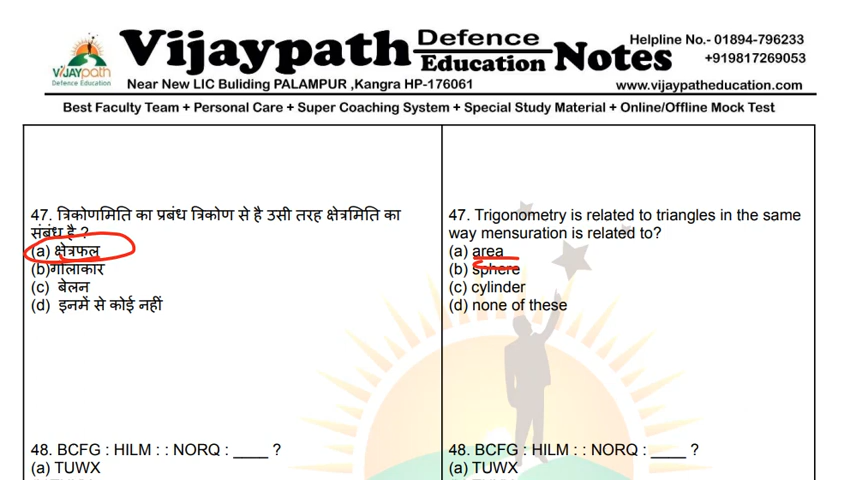 Vijaypath Defence Education Notes
Helpline No.- 01894-796233
+919817269053
ViJAYpath
Defence Education
Near New LIC Buliding PALAMPUR ,Kangra HP-176061
www.vijaypatheducation.com
Best Faculty Team + Personal Care + Super Coaching System + Special Study Material + Online/Offline Mock Test
47. त्रिकोणमिति का प्रबंध त्रिकोण से है उसी तरह क्षेत्रमिति का
संबंध है ?
(a) क्षेत्रफल
(b)गोलाकार
(c) बेलन
(d) इनमें से कोई नहीं
48. BCFG : HILM : : NORQ : ____ ?
(a) TUWX
47. Trigonometry is related to triangles in the same
way mensuration is related to?
(a) area
(b) sphere
(c) cylinder
(d) none of these
48. BCFG : HILM : : NORQ : ____ ?
(a) TUWX